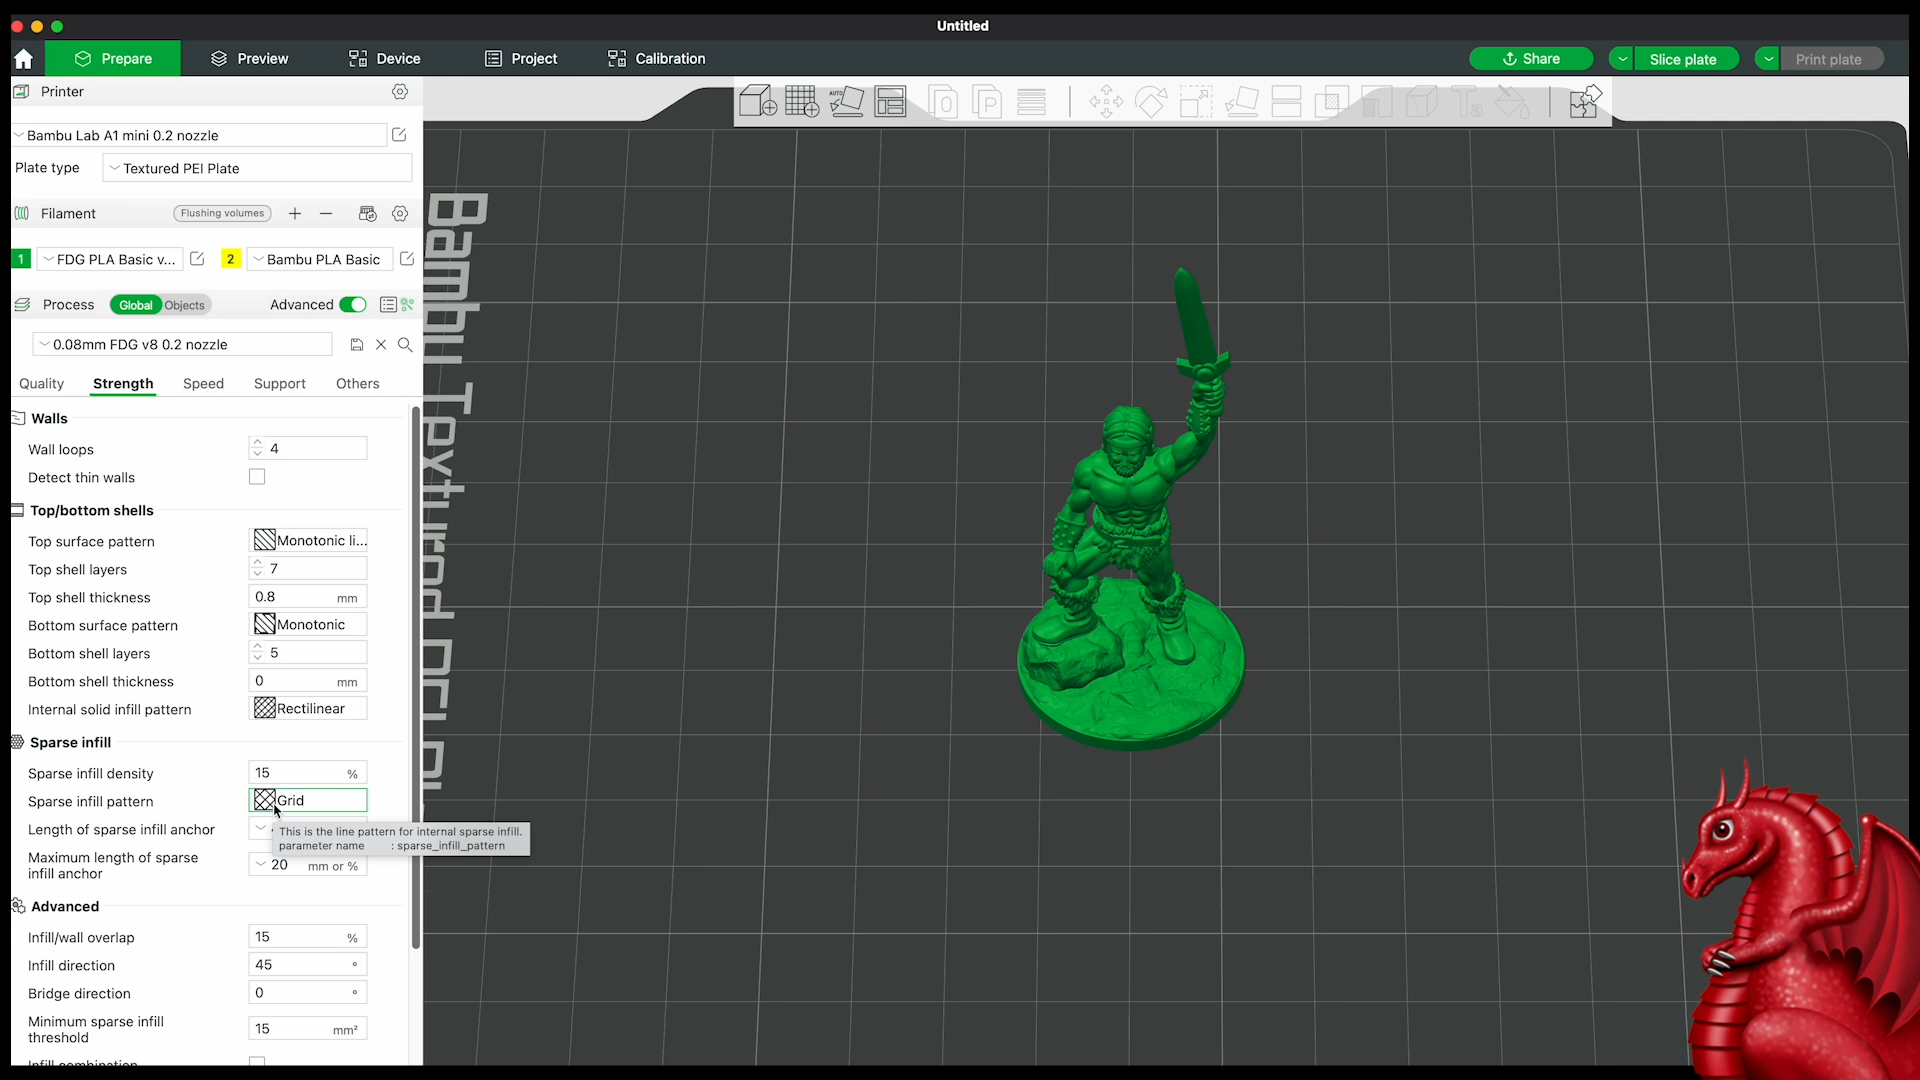 Untitled
Prepare
Preview
Device
Project
Calibration
Share
Slice plate
Print plate
Printer
Bambu Lab A1 mini 0.2 nozzle
Plate type
Textured PEI Plate
Filament
Flushing volumes
1
FDG PLA Basic v...
2
Bambu PLA Basic
Process
Global
Objects
Advanced
0.08mm FDG v8 0.2 nozzle
Quality
Strength
Speed
Support
Others
Walls
Wall loops 4
Detect thin walls
Top/bottom shells
Top surface pattern Monotonic li...
Top shell layers 7
Top shell thickness 0.8 mm
Bottom surface pattern Monotonic
Bottom shell layers 5
Bottom shell thickness 0 mm
Internal solid infill pattern Rectilinear
Sparse infill
Sparse infill density 15 %
Sparse infill pattern Grid
Length of sparse infill anchor
This is the line pattern for internal sparse infill.
parameter name : sparse_infill_pattern
Maximum length of sparse
infill anchor 20 mm or %
Advanced
Infill/wall overlap 15 %
Infill direction 45 °
Bridge direction 0 °
Minimum sparse infill
threshold 15 mm²
Infill combination
Bambu Textured PEI Pl
AUTO